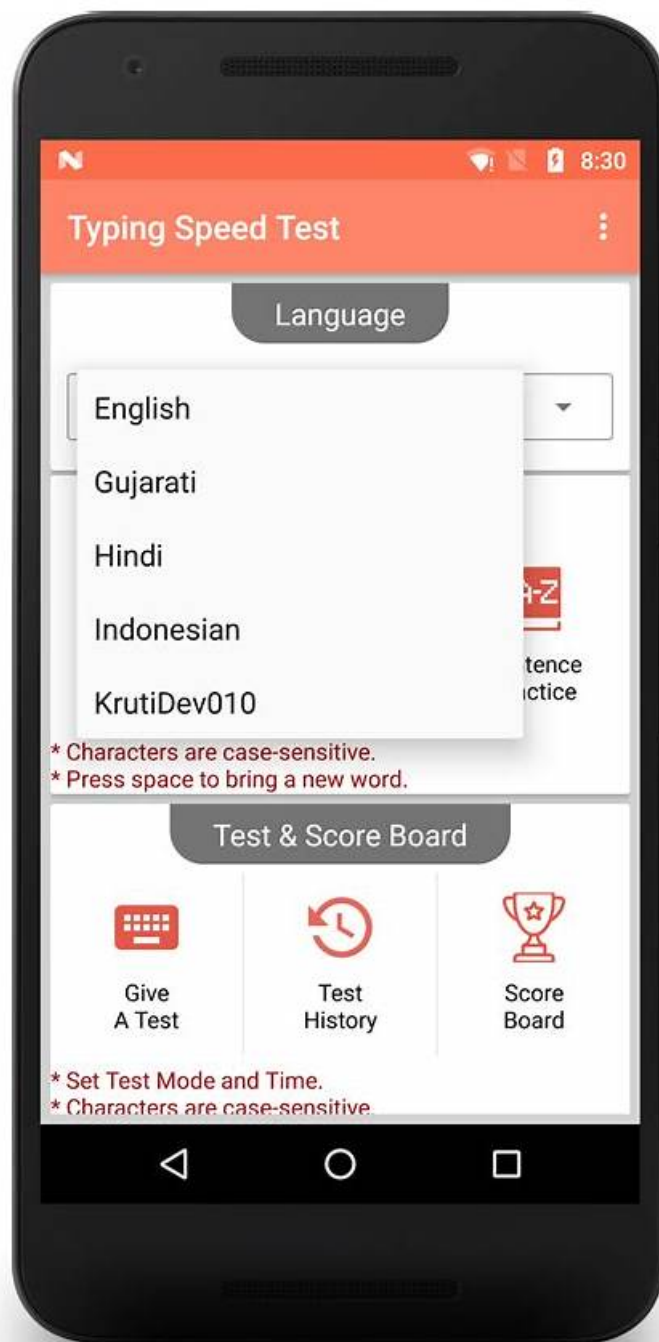 8:30
Typing Speed Test
Language
English
Gujarati
Hindi
Indonesian
KrutiDev010
A-Z
tence
actice
* Characters are case-sensitive.
* Press space to bring a new word.
Test & Score Board
Give
A Test
Test
History
Score
Board
* Set Test Mode and Time.
* Characters are case-sensitive.